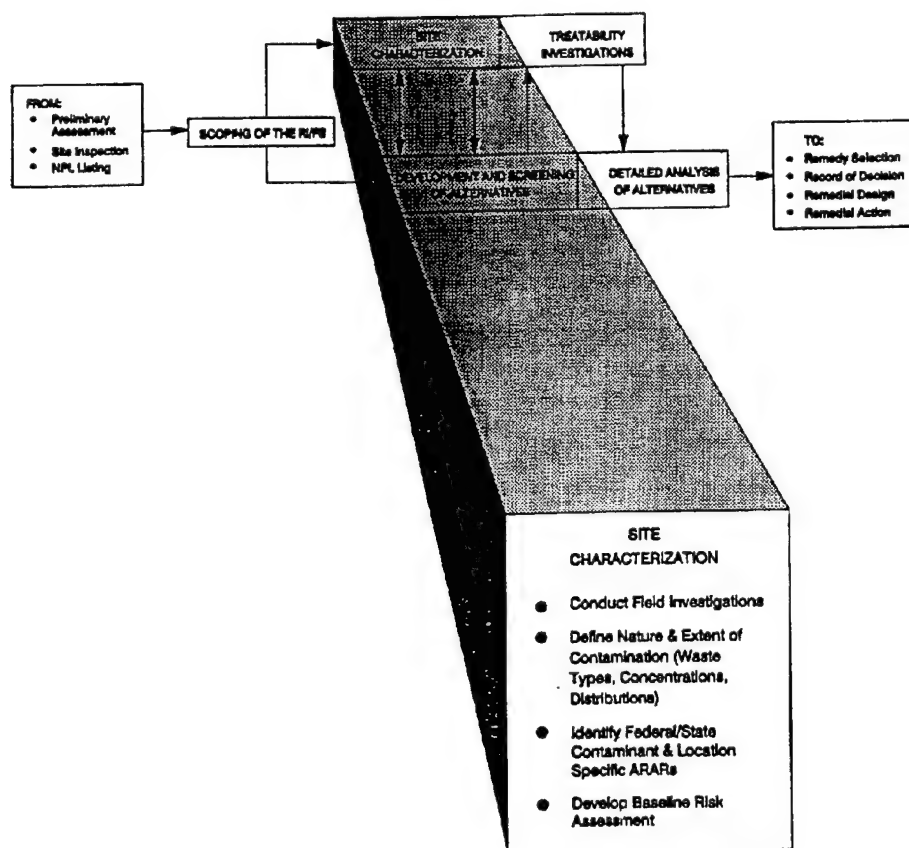 SITE
CHARACTERIZATION
TREATABILITY
INVESTIGATIONS
FROM:
● Preliminary
Assessment
● Site Inspection
● NPL Listing
SCOPING OF THE RI/FS
DEVELOPMENT AND SCREENING
OF ALTERNATIVES
DETAILED ANALYSIS
OF ALTERNATIVES
TO:
● Remedy Selection
● Record of Decision
● Remedial Design
● Remedial Action
SITE
CHARACTERIZATION
● Conduct Field Investigations
● Define Nature & Extent of
Contamination (Waste
Types, Concentrations,
Distributions)
● Identify Federal/State
Contaminant & Location
Specific ARARs
● Develop Baseline Risk
Assessment